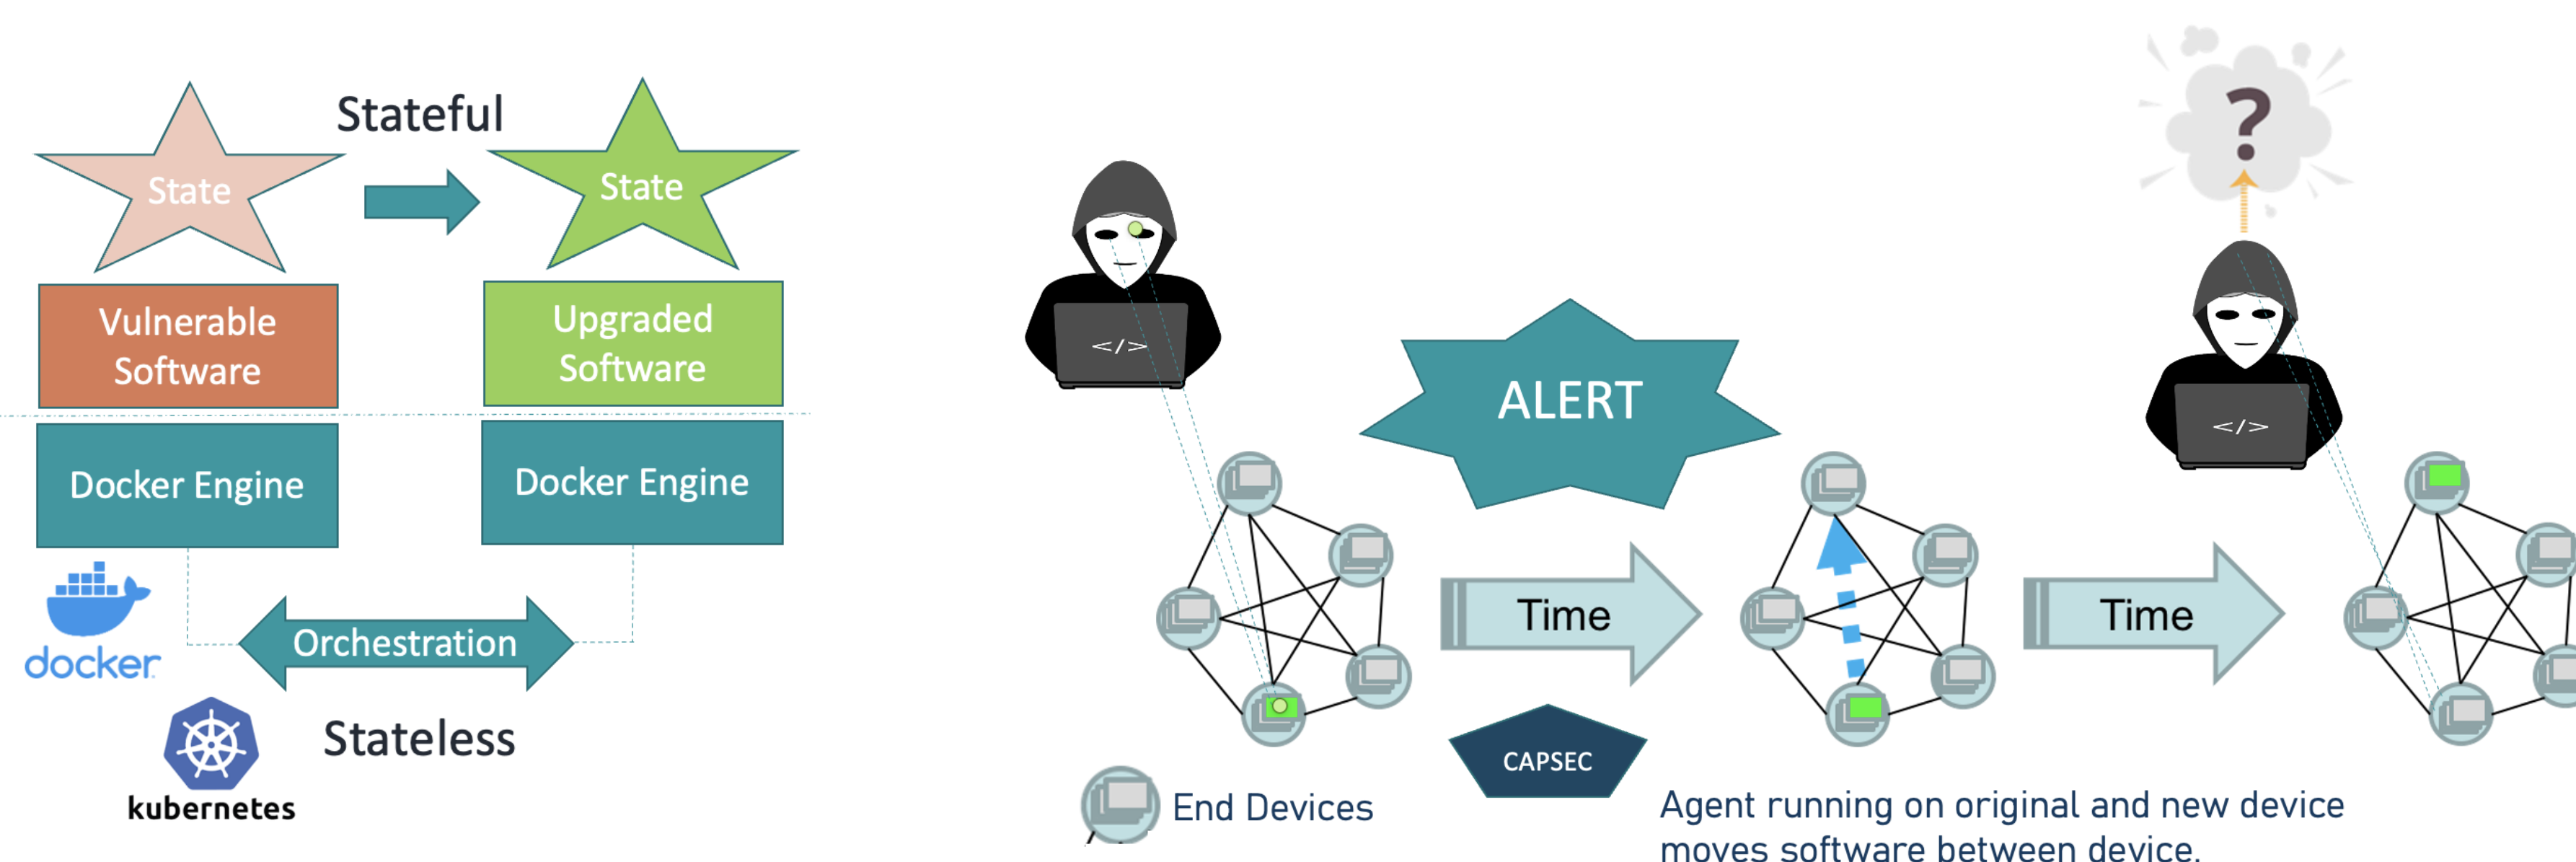 Stateful
State
State
Vulnerable
Software
Upgraded
Software
Docker Engine
Docker Engine
docker
Orchestration
Stateless
kubernetes
?
</>
ALERT
</>
Time
Time
CAPSEC
End Devices
Agent running on original and new device
moves software between device.